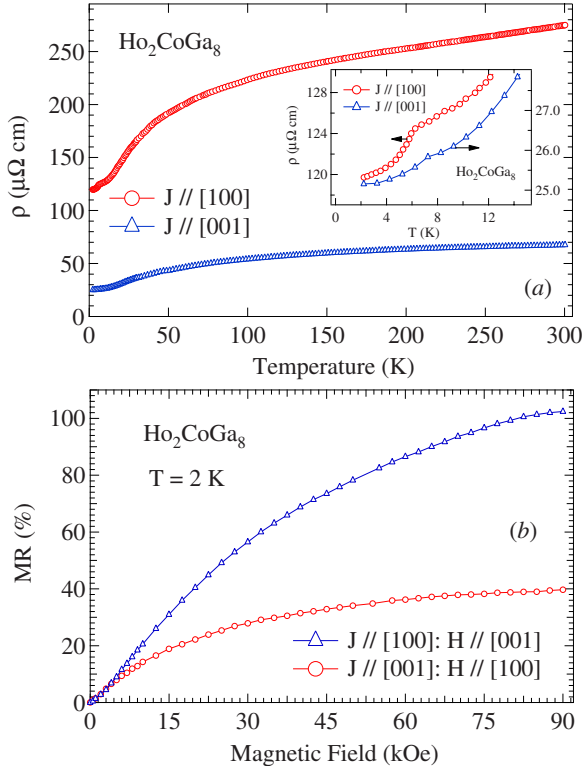 Ho₂CoGa₈
ρ (μΩ cm)
300
250
200
150
100
50
0
J // [100]
J // [001]
ρ (μΩ cm)
128
124
120
27.0
26.0
25.0
J // [100]
J // [001]
Ho₂CoGa₈
0 4 8 12
T (K)
(a)
0 50 100 150 200 250 300
Temperature (K)
Ho₂CoGa₈
T = 2 K
MR (%)
100
80
60
40
20
0
(b)
J // [100]: H // [001]
J // [001]: H // [100]
0 15 30 45 60 75 90
Magnetic Field (kOe)